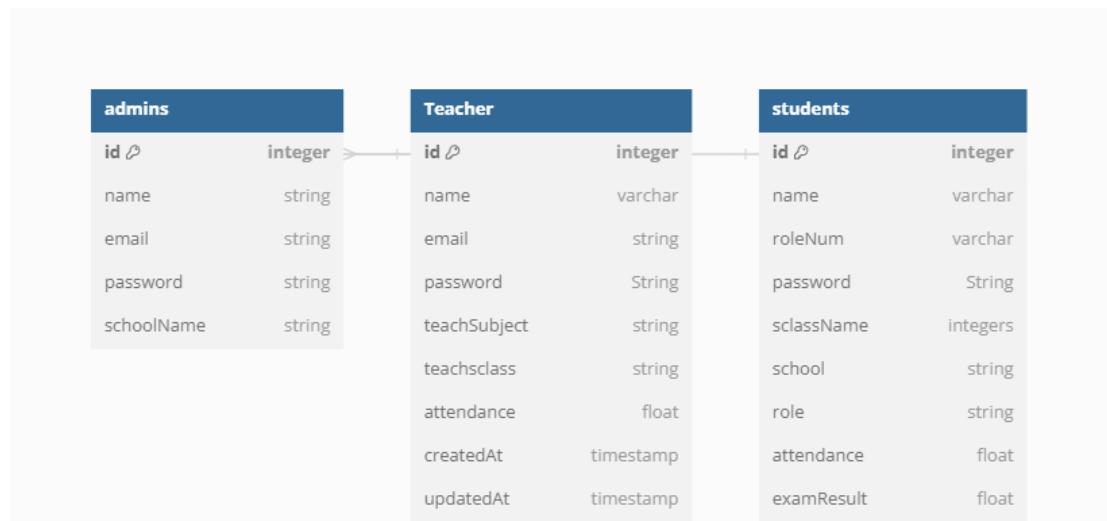 admins
id integer
name string
email string
password string
schoolName string
Teacher
id integer
name varchar
email string
password String
teachSubject string
teachsclass string
attendance float
createdAt timestamp
updatedAt timestamp
students
id integer
name varchar
roleNum varchar
password String
sclassName integers
school string
role string
attendance float
examResult float